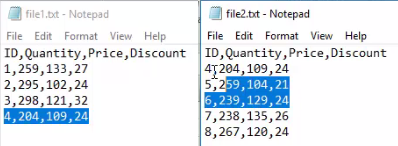 file1.txt - Notepad
File Edit Format View Help
ID,Quantity,Price,Discount
1,259,133,27
2,295,102,24
3,298,121,32
4,204,109,24
file2.txt - Notepad
File Edit Format View Help
ID,Quantity,Price,Discount
4,204,109,24
5,259,104,21
6,239,129,24
7,238,135,26
8,267,120,24